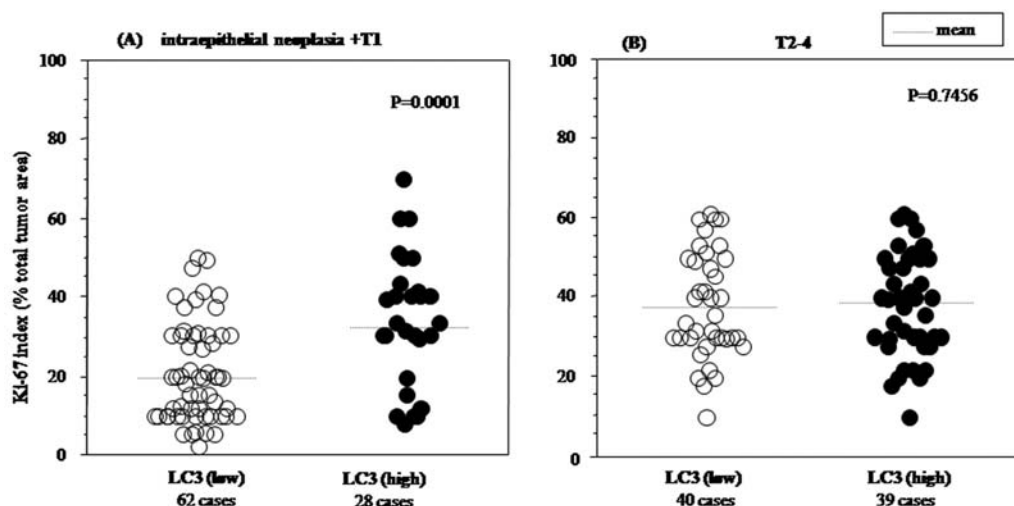 (A) intraepithelial neoplasia +T1
(B) T2-4
mean
P=0.0001
P=0.7456
Ki-67 index (% total tumor area)
100
80
60
40
20
0
100
80
60
40
20
0
LC3 (low)
62 cases
LC3 (high)
28 cases
LC3 (low)
40 cases
LC3 (high)
39 cases